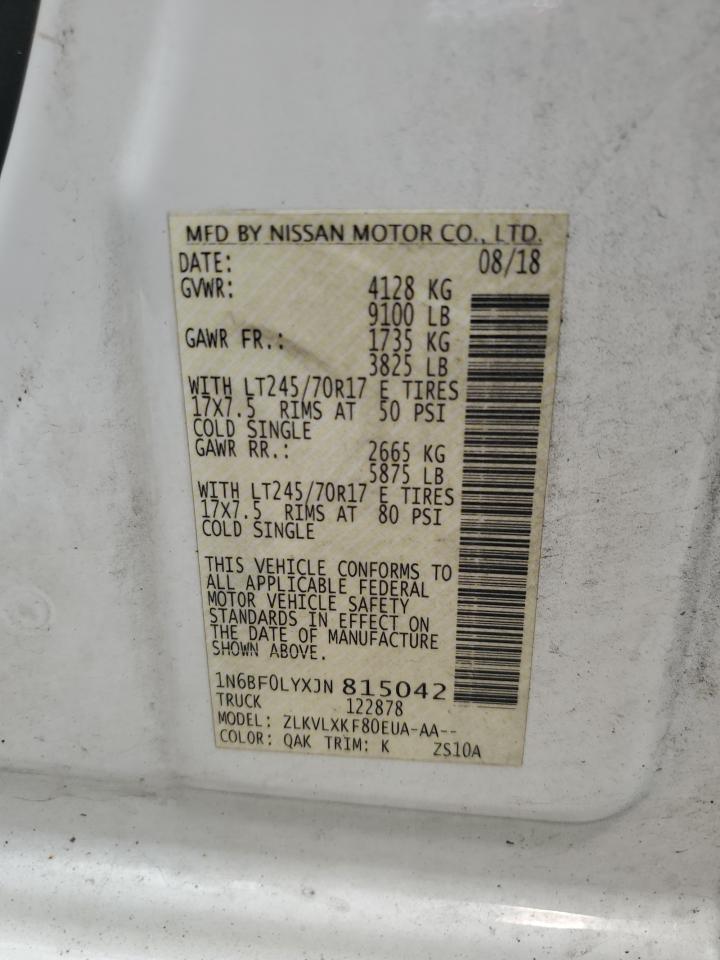 MFD BY NISSAN MOTOR CO., LTD.
DATE: 08/18
GVWR: 4128 KG
9100 LB
GAWR FR.: 1735 KG
3825 LB
WITH LT245/70R17 E TIRES
17X7.5 RIMS AT 50 PSI
COLD SINGLE
GAWR RR.: 2665 KG
5875 LB
WITH LT245/70R17 E TIRES
17X7.5 RIMS AT 80 PSI
COLD SINGLE
THIS VEHICLE CONFORMS TO
ALL APPLICABLE FEDERAL
MOTOR VEHICLE SAFETY
STANDARDS IN EFFECT ON
THE DATE OF MANUFACTURE
SHOWN ABOVE.
1N6BF0LYXJN 815042
TRUCK 122878
MODEL: ZLKVLXKF80EUA-AA--
COLOR: QAK TRIM: K ZS10A